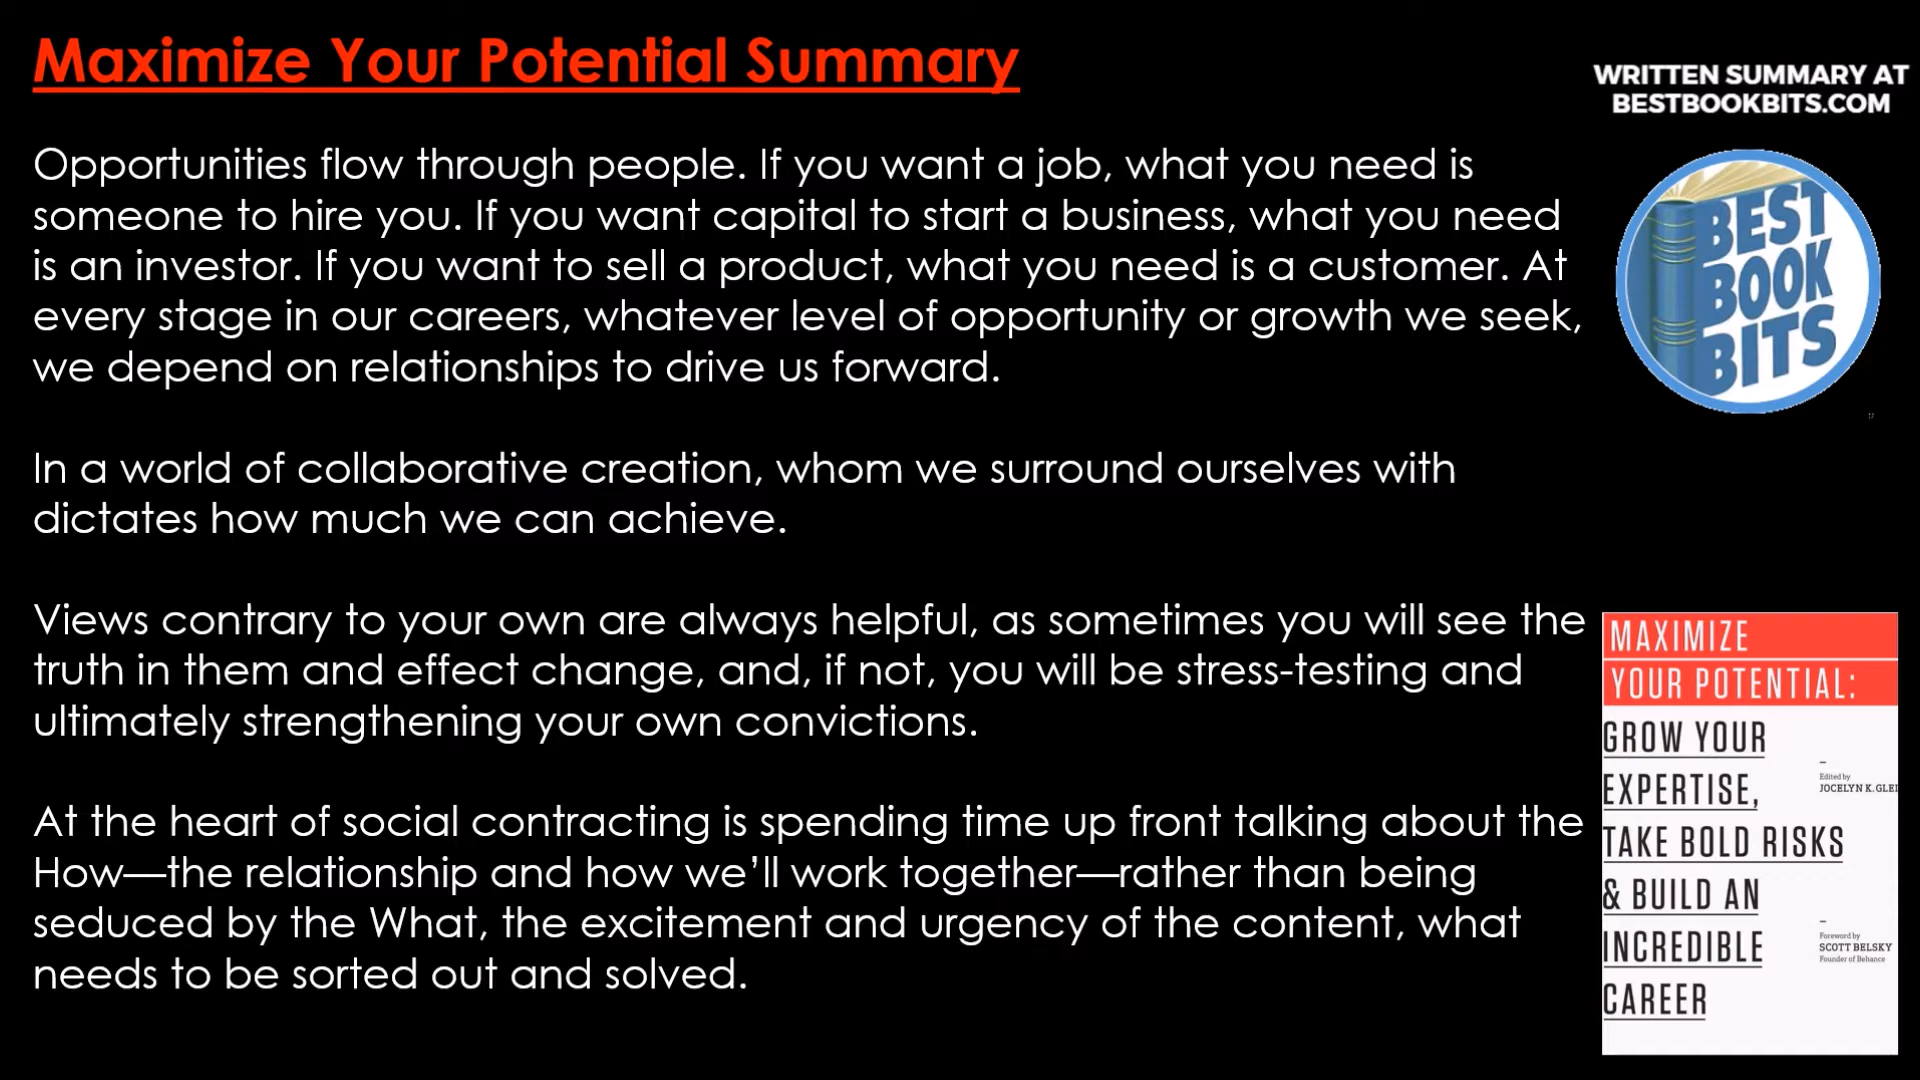 Maximize Your Potential Summary
WRITTEN SUMMARY AT
BESTBOOKBITS.COM
Opportunities flow through people. If you want a job, what you need is
someone to hire you. If you want capital to start a business, what you need
is an investor. If you want to sell a product, what you need is a customer. At
every stage in our careers, whatever level of opportunity or growth we seek,
we depend on relationships to drive us forward.
In a world of collaborative creation, whom we surround ourselves with
dictates how much we can achieve.
Views contrary to your own are always helpful, as sometimes you will see the
truth in them and effect change, and, if not, you will be stress-testing and
ultimately strengthening your own convictions.
At the heart of social contracting is spending time up front talking about the
How—the relationship and how we’ll work together—rather than being
seduced by the What, the excitement and urgency of the content, what
needs to be sorted out and solved.
BEST
BOOK
BITS
MAXIMIZE
YOUR POTENTIAL:
GROW YOUR
EXPERTISE,
TAKE BOLD RISKS
& BUILD AN
INCREDIBLE
CAREER
Edited by
JOCELYN K. GLEI
Foreword by
SCOTT BELSKY
Founder of Behance